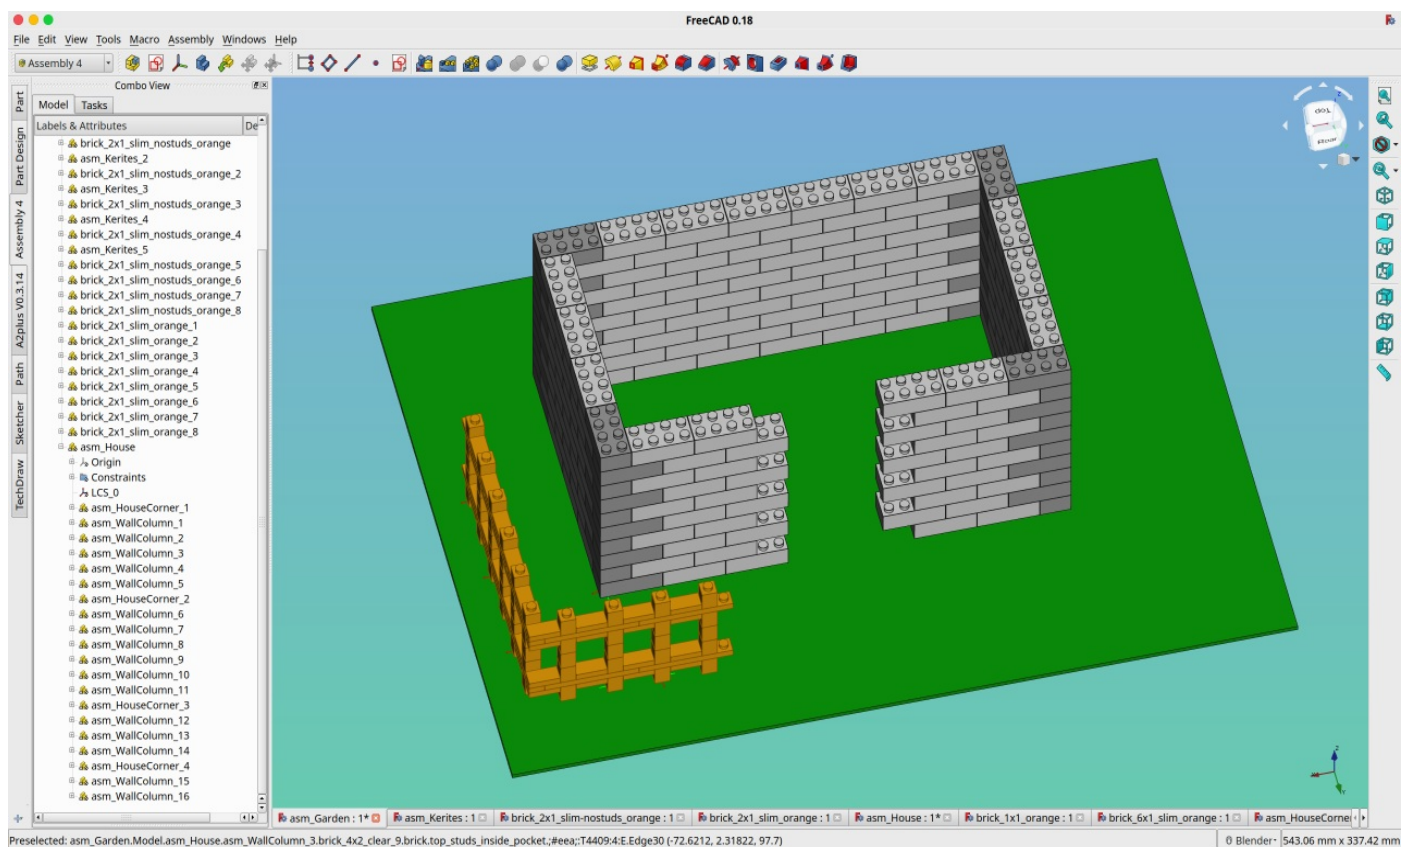 FreeCAD 0.18
File Edit View Tools Macro Assembly Windows Help
Assembly 4
Combo View
Model Tasks
Labels & Attributes De
brick_2x1_slim_nostuds_orange
asm_Kerites_2
brick_2x1_slim_nostuds_orange_2
asm_Kerites_3
brick_2x1_slim_nostuds_orange_3
asm_Kerites_4
brick_2x1_slim_nostuds_orange_4
asm_Kerites_5
brick_2x1_slim_nostuds_orange_5
brick_2x1_slim_nostuds_orange_6
brick_2x1_slim_nostuds_orange_7
brick_2x1_slim_nostuds_orange_8
brick_2x1_slim_orange_1
brick_2x1_slim_orange_2
brick_2x1_slim_orange_3
brick_2x1_slim_orange_4
brick_2x1_slim_orange_5
brick_2x1_slim_orange_6
brick_2x1_slim_orange_7
brick_2x1_slim_orange_8
asm_House
Origin
Constraints
LCS_0
asm_HouseCorner_1
asm_WallColumn_1
asm_WallColumn_2
asm_WallColumn_3
asm_WallColumn_4
asm_WallColumn_5
asm_HouseCorner_2
asm_WallColumn_6
asm_WallColumn_7
asm_WallColumn_8
asm_WallColumn_9
asm_WallColumn_10
asm_WallColumn_11
asm_HouseCorner_3
asm_WallColumn_12
asm_WallColumn_13
asm_WallColumn_14
asm_HouseCorner_4
asm_WallColumn_15
asm_WallColumn_16
Part
Part Design
Assembly 4
A2plus V0.3.14
Path
Sketcher
TechDraw
Top
Rear
asm_Garden : 1* asm_Kerites : 1 brick_2x1_slim-nostuds_orange : 1 brick_2x1_slim_orange : 1 asm_House : 1* brick_1x1_orange : 1 brick_6x1_slim_orange : 1 asm_HouseCorner
Preselected: asm_Garden.Model.asm_House.asm_WallColumn_3.brick_4x2_clear_9.brick.top_studs_inside_pocket.;#eea;:T4409:4:E.Edge30 (-72.6212, 2.31822, 97.7) Blender 543.06 mm x 337.42 mm